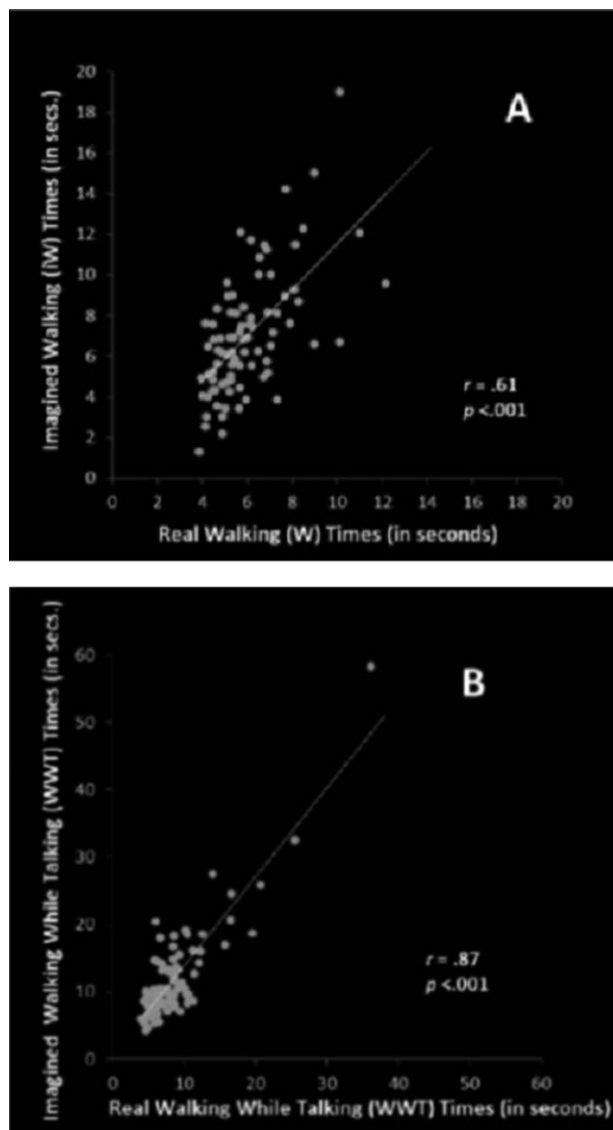 A
Imagined Walking (iW) Times (in secs.)
20
18
16
14
12
10
8
6
4
2
0
r = .61
p <.001
0 2 4 6 8 10 12 14 16 18 20
Real Walking (W) Times (in seconds)
B
Imagined Walking While Talking (WWT) Times (in secs.)
60
50
40
30
20
10
0
r = .87
p <.001
0 10 20 30 40 50 60
Real Walking While Talking (WWT) Times (in seconds)